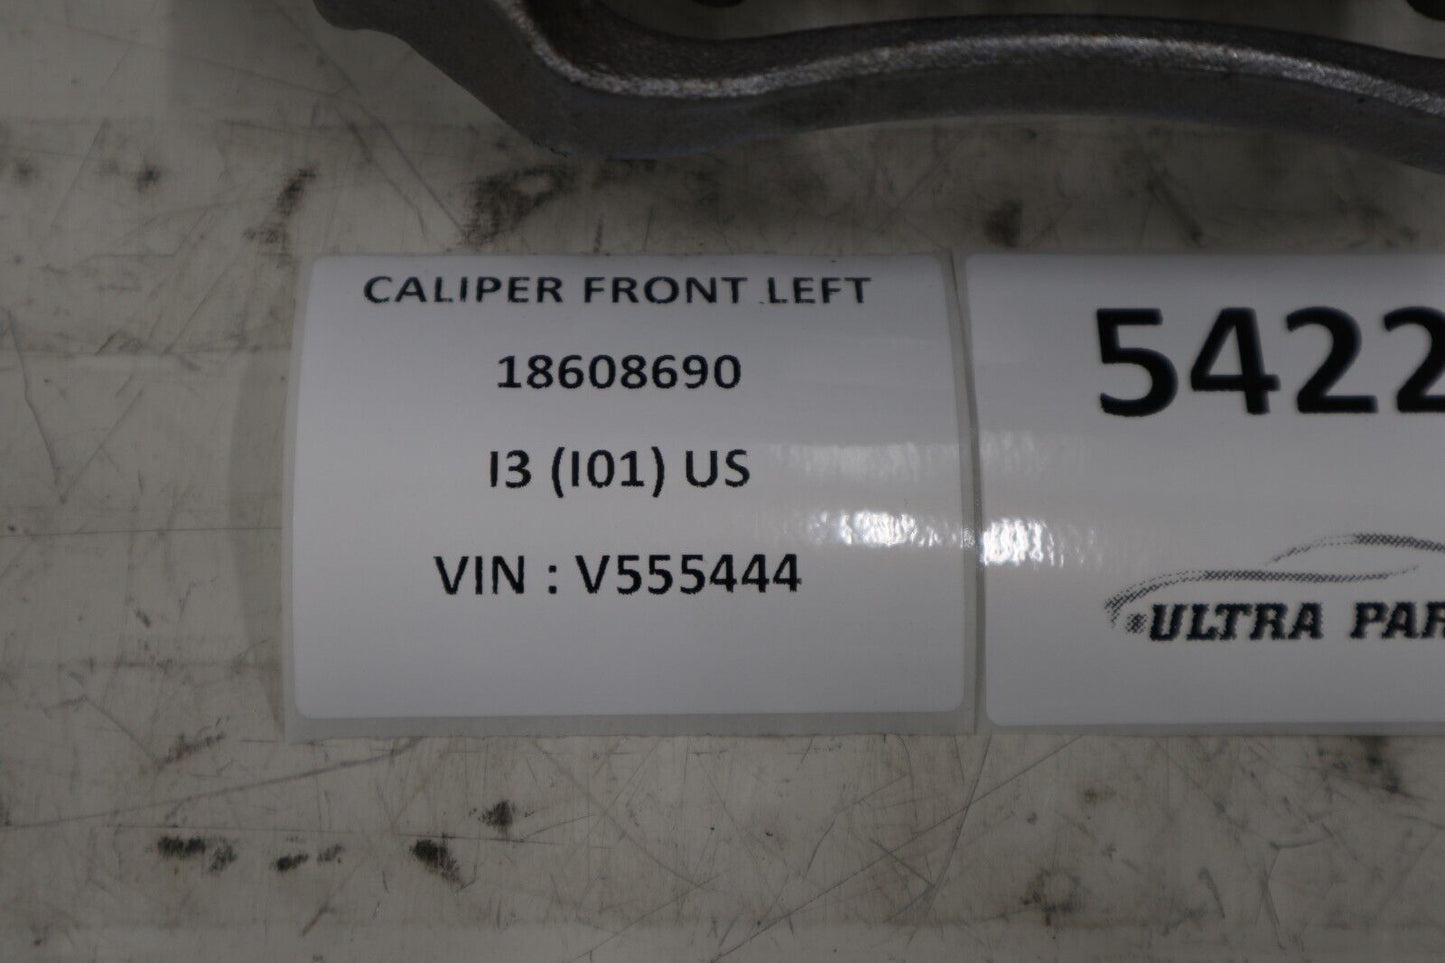 CALIPER FRONT LEFT
18608690
I3 (I01) US
VIN : V555444
5422
ULTRA PAR